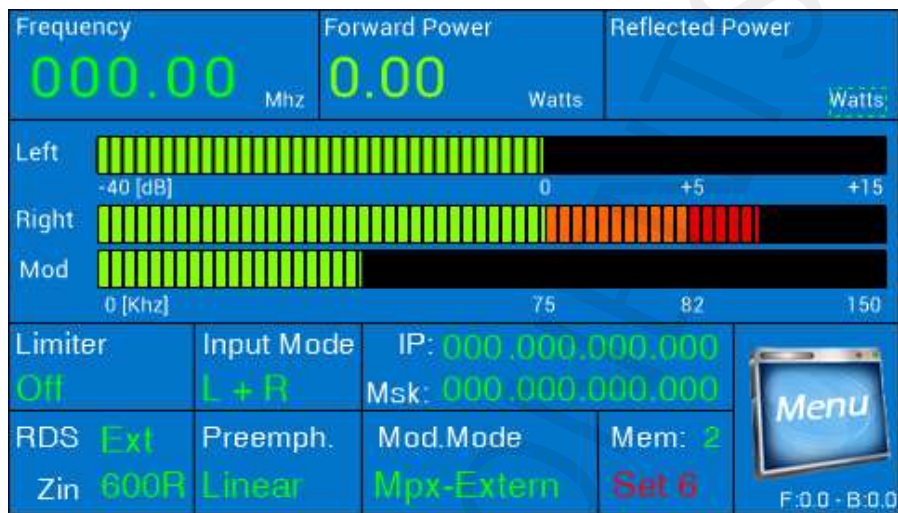 Frequency
000.00 Mhz
Forward Power
0.00 Watts
Reflected Power
Watts
Left
-40 [dB] 0 +5 +15
Right
Mod
0 [Khz] 75 82 150
Limiter
Off
Input Mode
L + R
IP: 000.000.000.000
Msk: 000.000.000.000
Menu
RDS Ext
Zin 600R
Preemph.
Linear
Mod.Mode
Mpx-Extern
Mem: 2
Set 6
F:0.0 - B:0.0